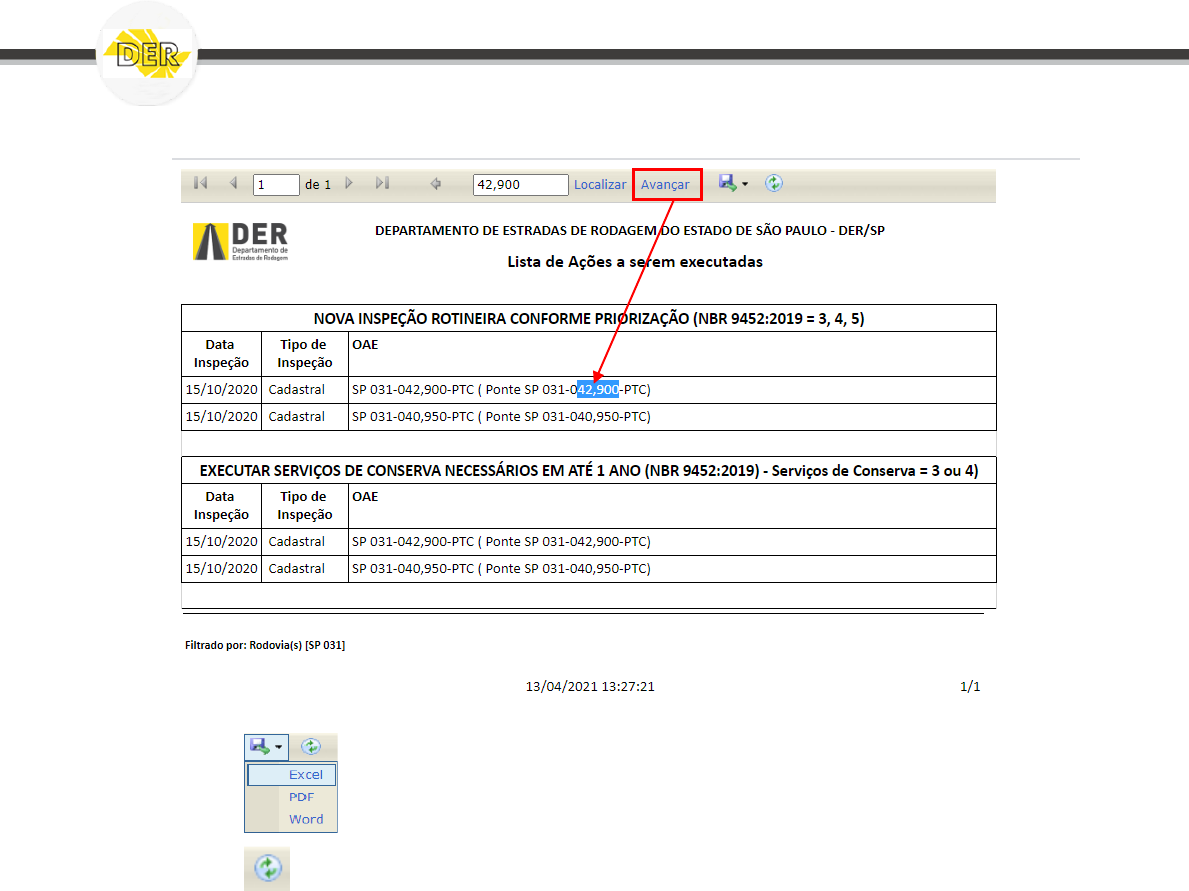 DER
1 de 1 42,900 Localizar Avançar
DER
Departamento de
Estradas de Rodagem
DEPARTAMENTO DE ESTRADAS DE RODAGEM DO ESTADO DE SÃO PAULO - DER/SP
Lista de Ações a serem executadas
NOVA INSPEÇÃO ROTINEIRA CONFORME PRIORIZAÇÃO (NBR 9452:2019 = 3, 4, 5)
Data Inspeção Tipo de Inspeção OAE
15/10/2020 Cadastral SP 031-042,900-PTC ( Ponte SP 031-042,900-PTC)
15/10/2020 Cadastral SP 031-040,950-PTC ( Ponte SP 031-040,950-PTC)
EXECUTAR SERVIÇOS DE CONSERVA NECESSÁRIOS EM ATÉ 1 ANO (NBR 9452:2019) - Serviços de Conserva = 3 ou 4)
Data Inspeção Tipo de Inspeção OAE
15/10/2020 Cadastral SP 031-042,900-PTC ( Ponte SP 031-042,900-PTC)
15/10/2020 Cadastral SP 031-040,950-PTC ( Ponte SP 031-040,950-PTC)
Filtrado por: Rodovia(s) [SP 031]
13/04/2021 13:27:21 1/1
Excel
PDF
Word